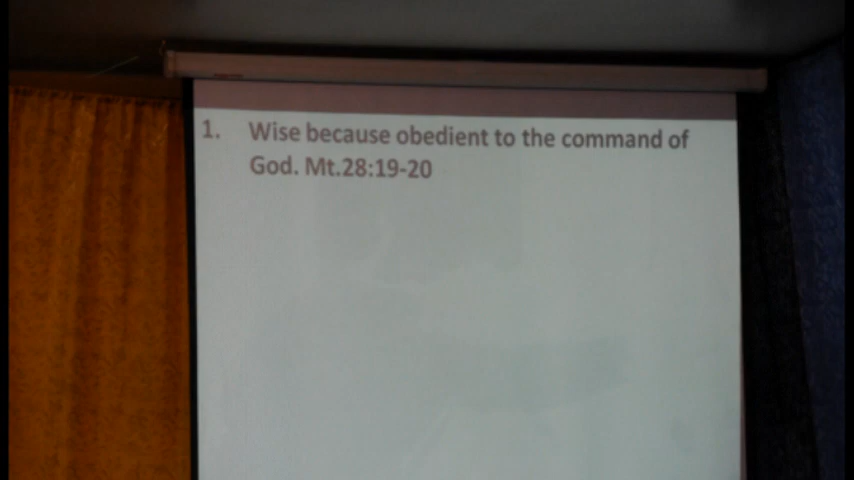 1. Wise because obedient to the command of
God. Mt.28:19-20